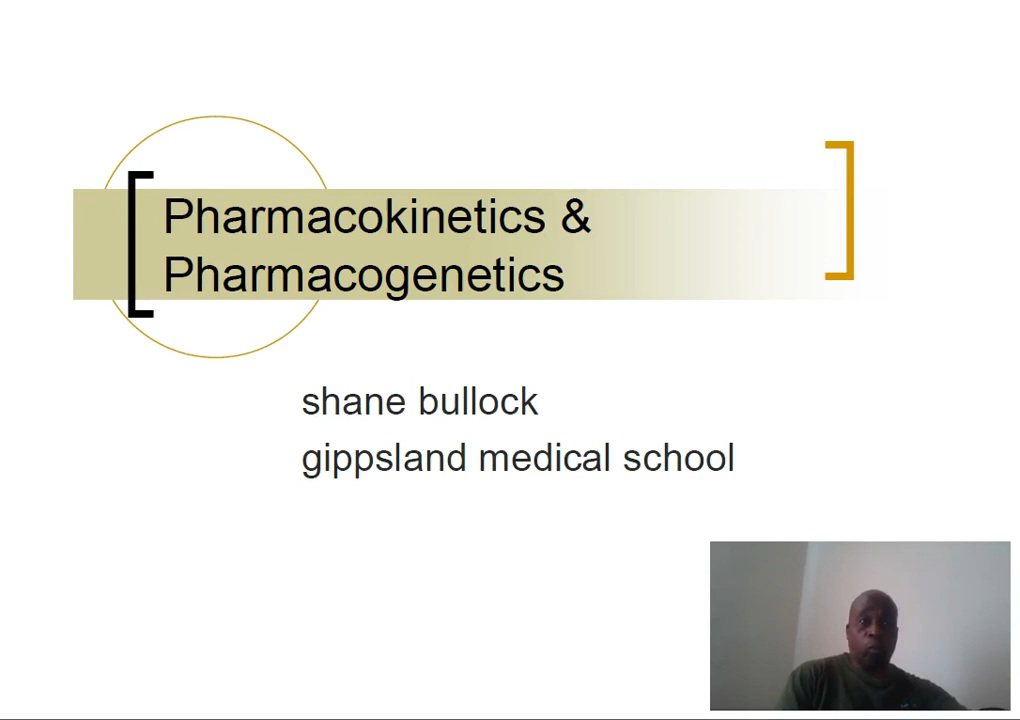 Pharmacokinetics &
Pharmacogenetics
shane bullock
gippsland medical school